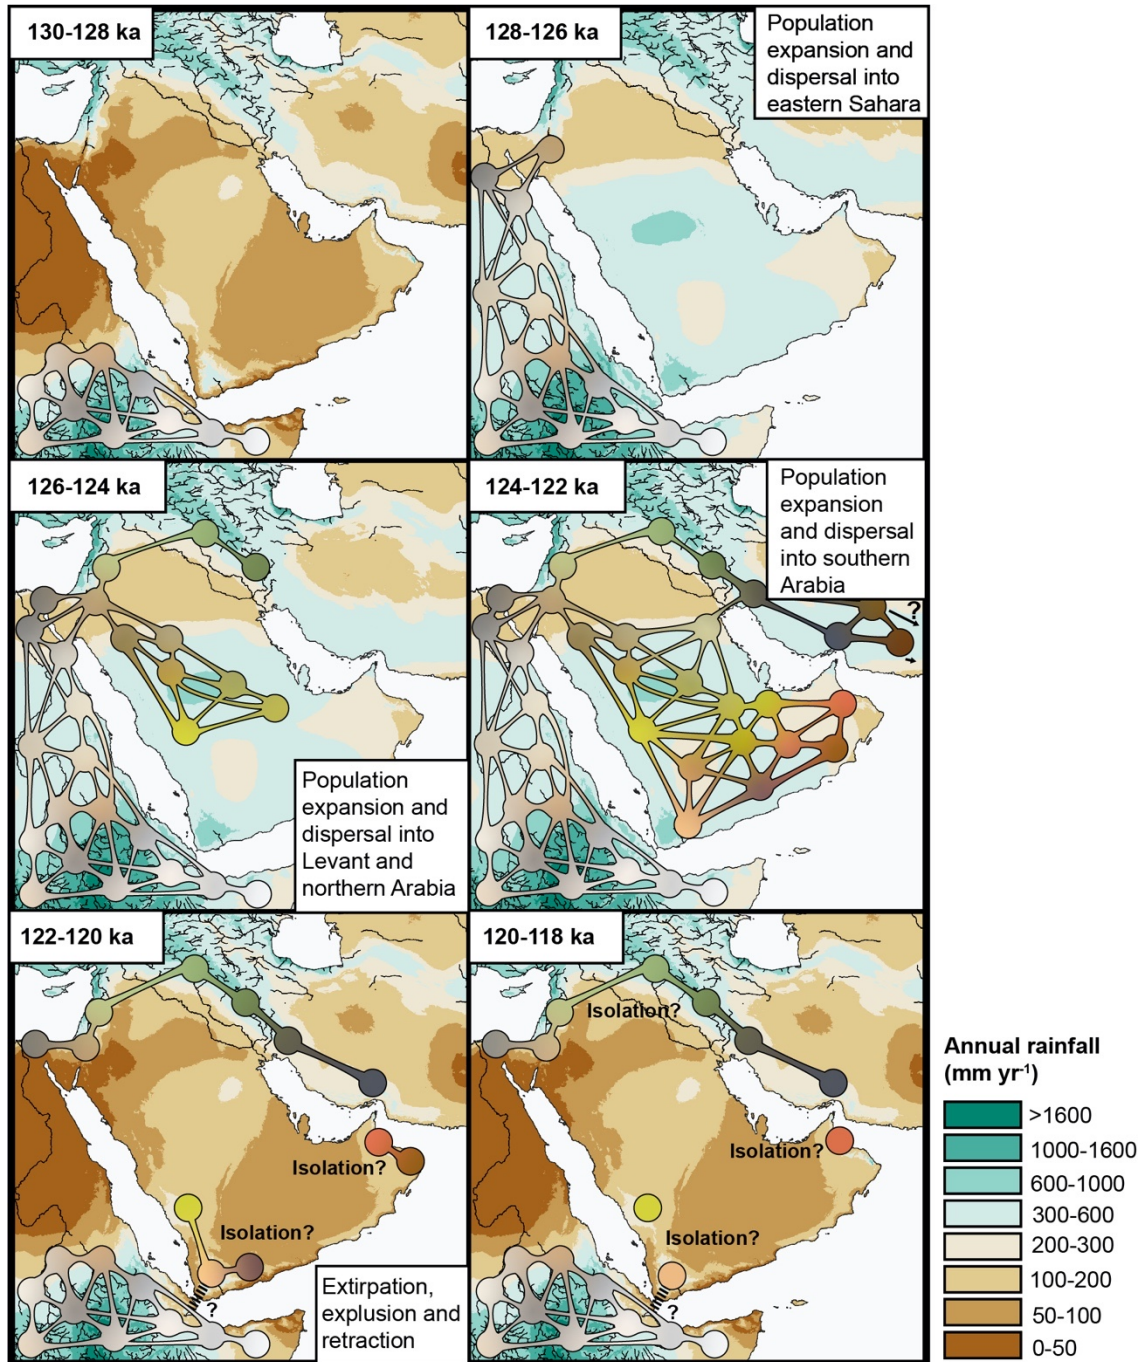 130-128 ka
128-126 ka
Population
expansion and
dispersal into
eastern Sahara
126-124 ka
Population
expansion and
dispersal into
Levant and
northern Arabia
124-122 ka
Population
expansion
and dispersal
into southern
Arabia
?
122-120 ka
Isolation?
Isolation?
?
Extirpation,
explusion and
retraction
120-118 ka
Isolation?
Isolation?
Isolation?
?
Annual rainfall
(mm yr⁻¹)
>1600
1000-1600
600-1000
300-600
200-300
100-200
50-100
0-50